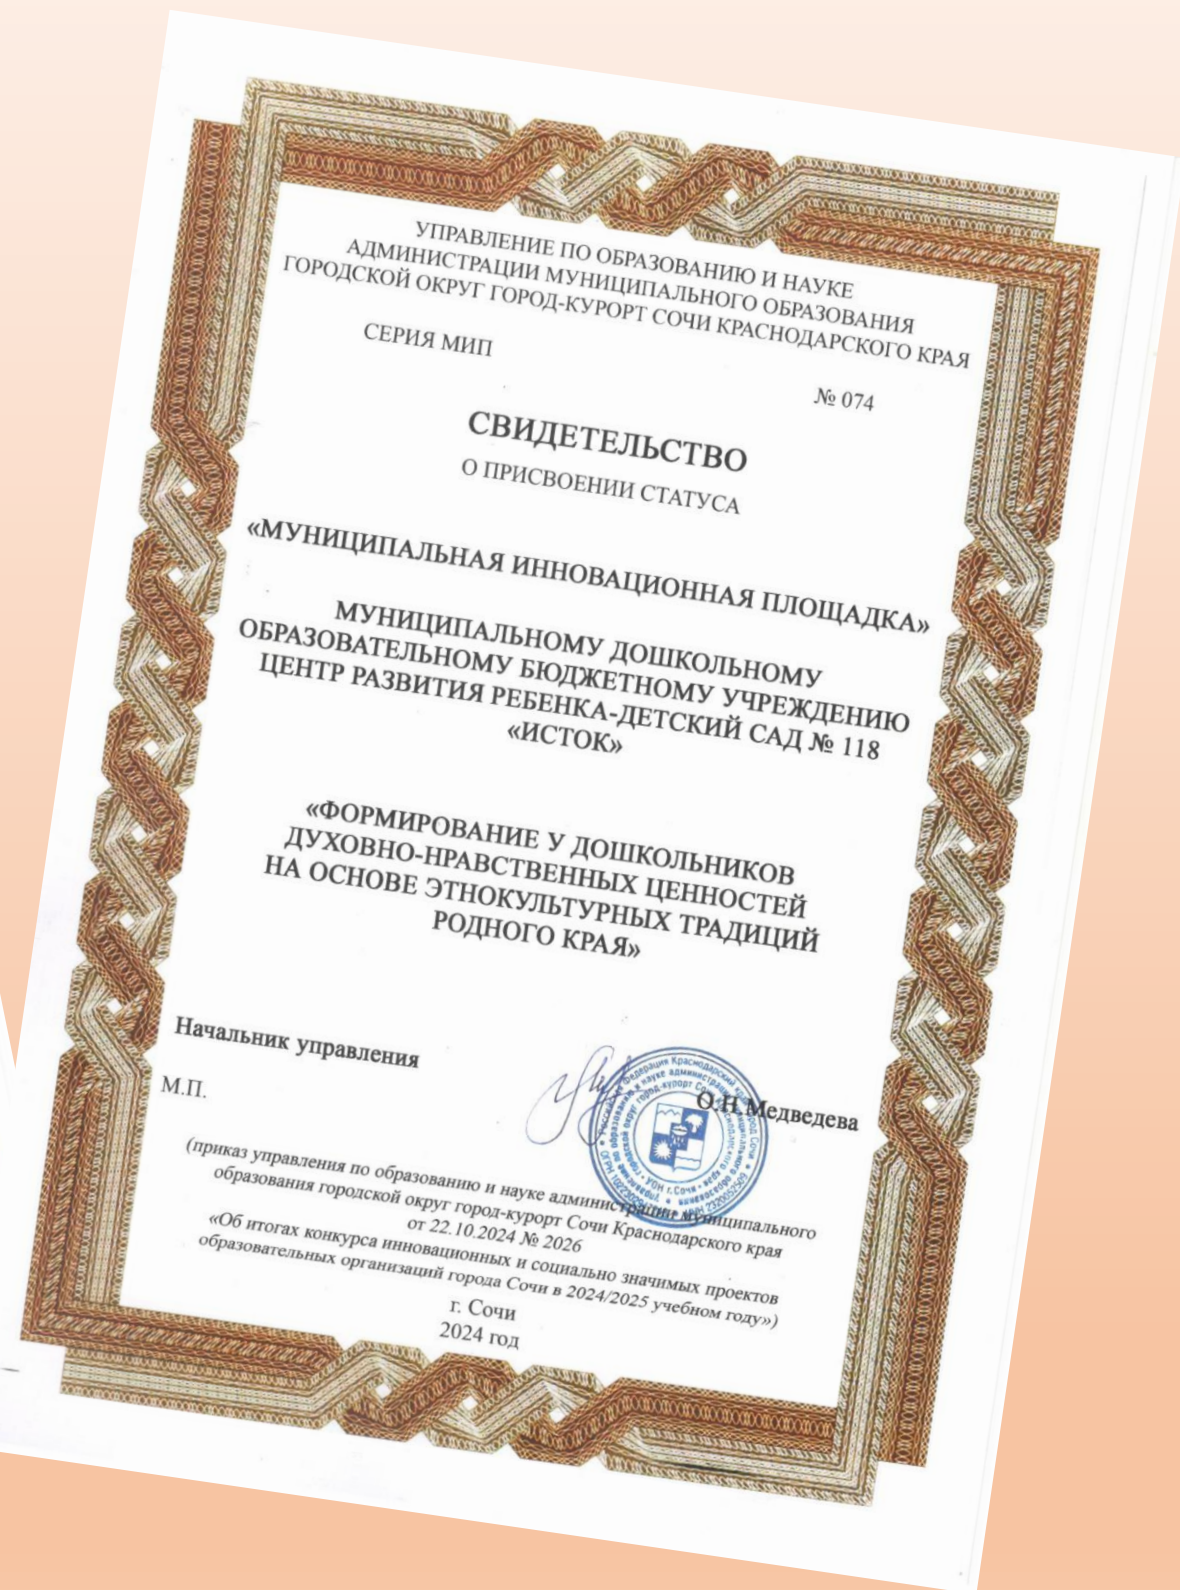 УПРАВЛЕНИЕ ПО ОБРАЗОВАНИЮ И НАУКЕ
АДМИНИСТРАЦИИ МУНИЦИПАЛЬНОГО ОБРАЗОВАНИЯ
ГОРОДСКОЙ ОКРУГ ГОРОД-КУРОРТ СОЧИ КРАСНОДАРСКОГО КРАЯ
СЕРИЯ МИП
№ 074
СВИДЕТЕЛЬСТВО
О ПРИСВОЕНИИ СТАТУСА
«МУНИЦИПАЛЬНАЯ ИННОВАЦИОННАЯ ПЛОЩАДКА»
МУНИЦИПАЛЬНОМУ ДОШКОЛЬНОМУ
ОБРАЗОВАТЕЛЬНОМУ БЮДЖЕТНОМУ УЧРЕЖДЕНИЮ
ЦЕНТР РАЗВИТИЯ РЕБЕНКА-ДЕТСКИЙ САД № 118
«ИСТОК»
«ФОРМИРОВАНИЕ У ДОШКОЛЬНИКОВ
ДУХОВНО-НРАВСТВЕННЫХ ЦЕННОСТЕЙ
НА ОСНОВЕ ЭТНОКУЛЬТУРНЫХ ТРАДИЦИЙ
РОДНОГО КРАЯ»
Начальник управления
О.Н.Медведева
М.П.
(приказ управления по образованию и науке администрации муниципального
образования городской округ город-курорт Сочи Краснодарского края
от 22.10.2024 № 2026
«Об итогах конкурса инновационных и социально значимых проектов
образовательных организаций города Сочи в 2024/2025 учебном году»)
г. Сочи
2024 год